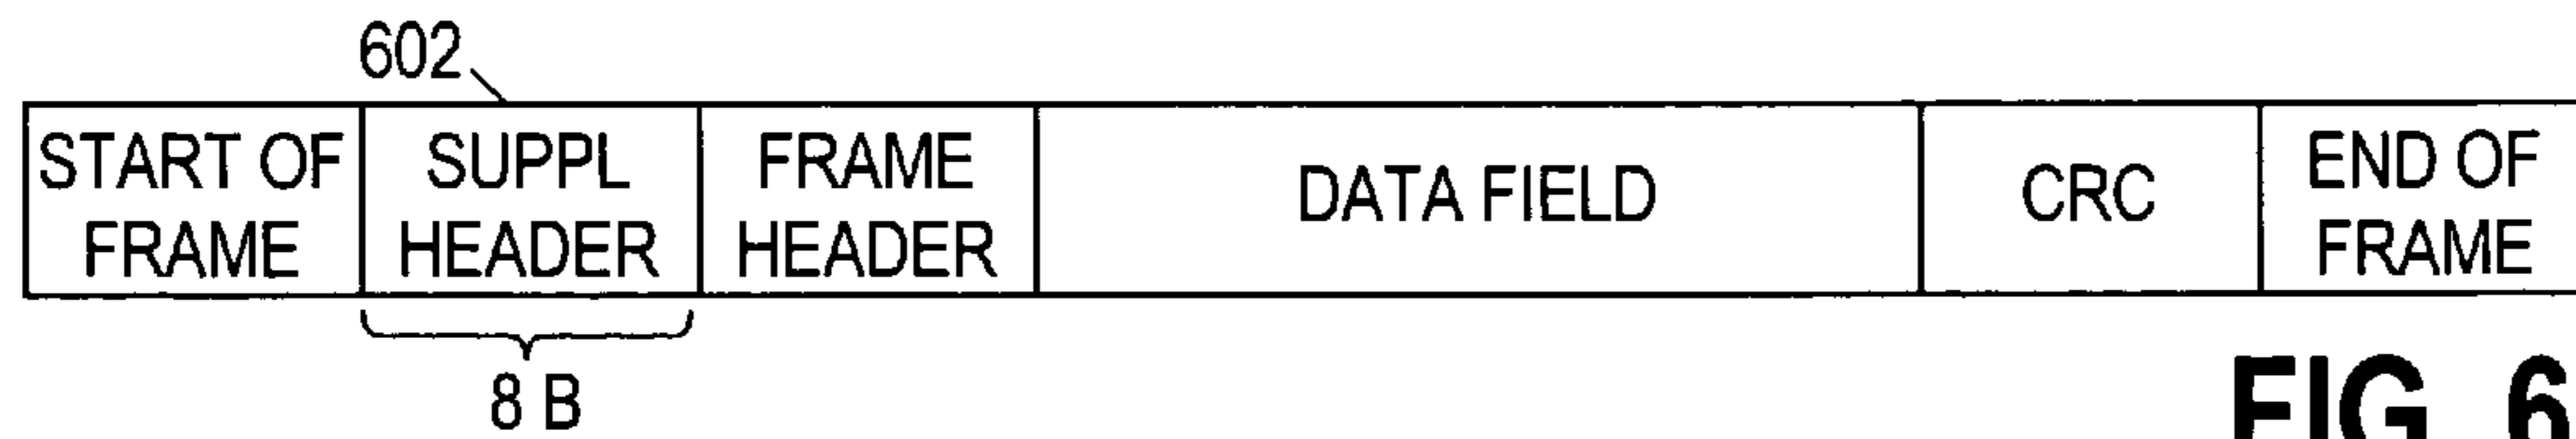 602
START OF
FRAME
SUPPL
HEADER
FRAME
HEADER
DATA FIELD
CRC
END OF
FRAME
8 B
FIG. 6